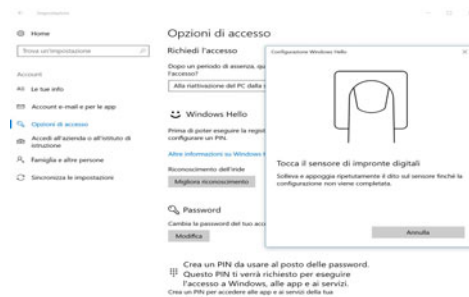 Impostazioni
Home
Trova un'impostazione
Account
Le tue info
Account e-mail e per le app
Opzioni di accesso
Accedi all'azienda o all'istituto di
istruzione
Famiglia e altre persone
Sincronizza le impostazioni
Opzioni di accesso
Richiedi l'accesso
Dopo un periodo di assenza, qu
l'accesso?
Alla riattivazione del PC dalla s
Windows Hello
Prima di poter eseguire la regist
configurare un PIN.
Altre informazioni su Windows H
Riconoscimento dell'iride
Migliora riconoscimento
Password
Cambia la password del tuo acco
Modifica
Crea un PIN da usare al posto delle password.
Questo PIN ti verrà richiesto per eseguire
l'accesso a Windows, alle app e ai servizi.
Crea un PIN per accedere alle app e ai servizi della tua
Configurazione Windows Hello
Tocca il sensore di impronte digitali
Solleva e appoggia ripetutamente il dito sul sensore finché la
configurazione non viene completata.
Annulla